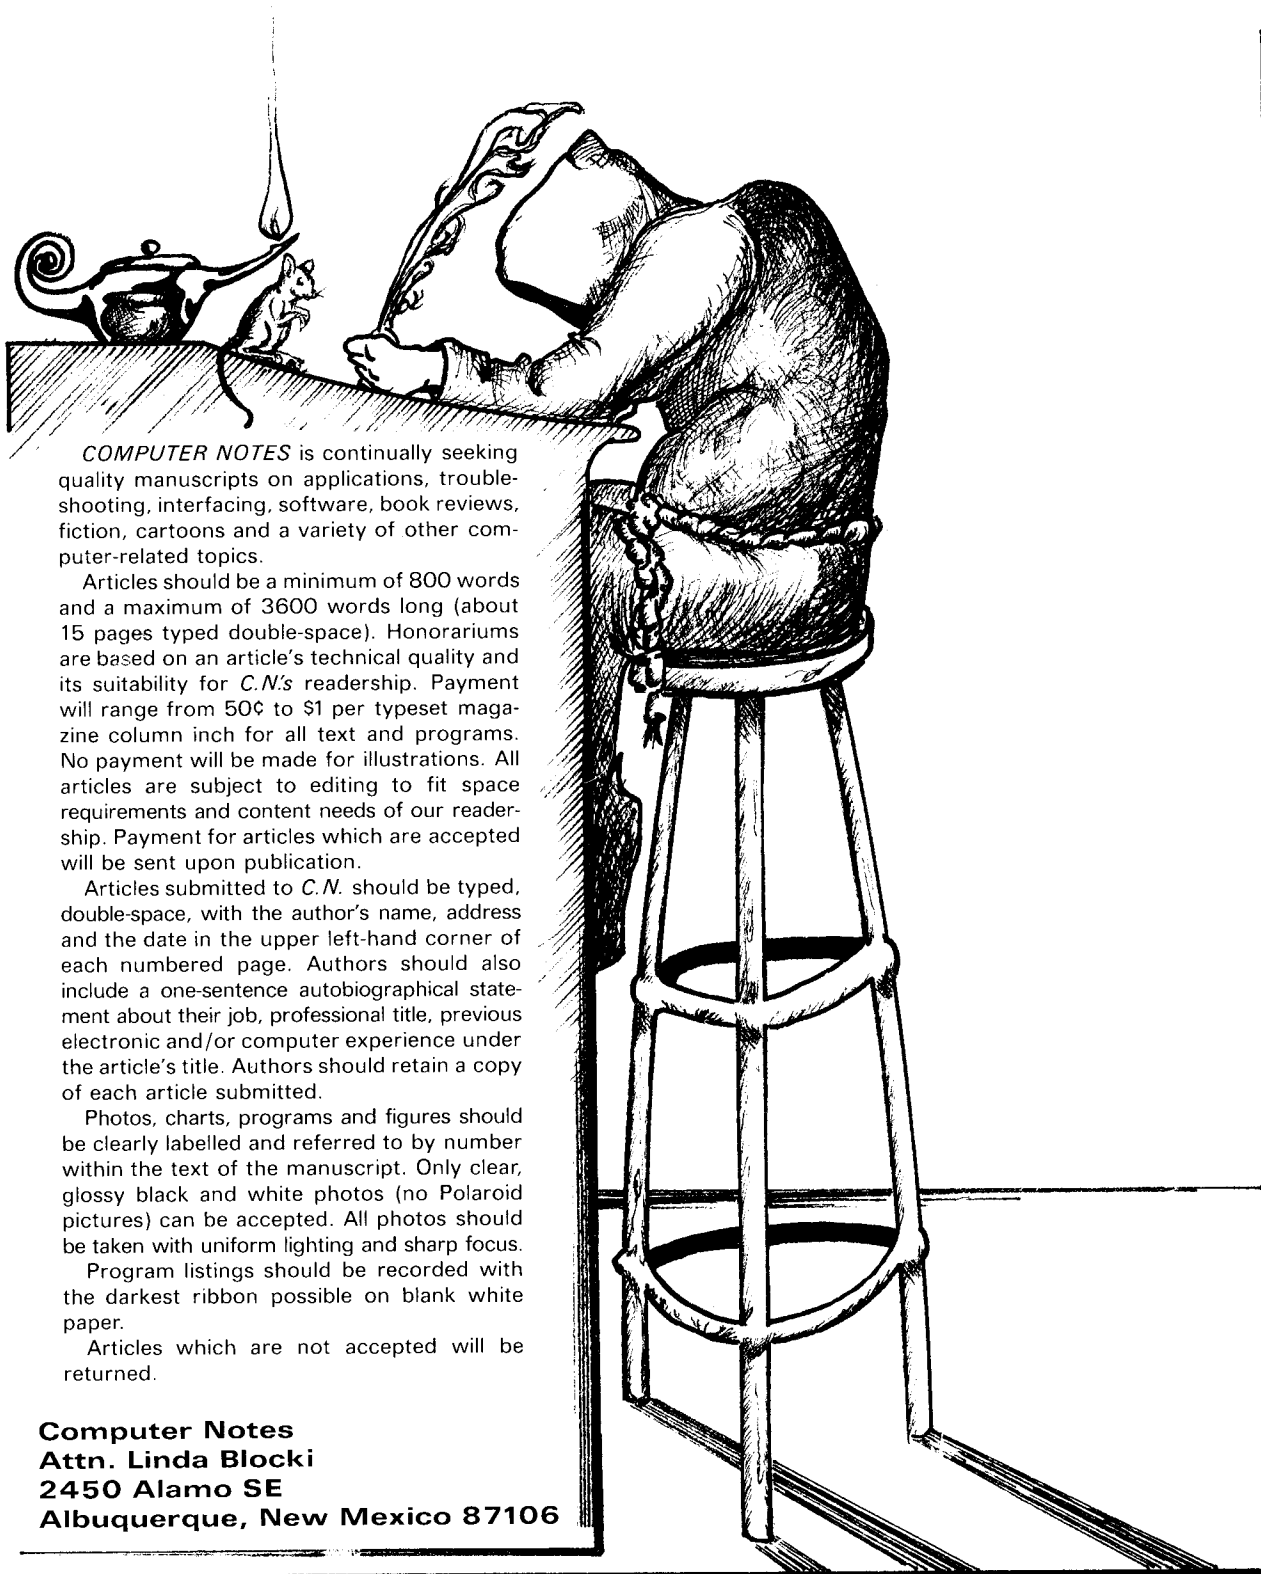 COMPUTER NOTES is continually seeking
quality manuscripts on applications, trouble-
shooting, interfacing, software, book reviews,
fiction, cartoons and a variety of other com-
puter-related topics.
Articles should be a minimum of 800 words
and a maximum of 3600 words long (about
15 pages typed double-space). Honorariums
are based on an article's technical quality and
its suitability for C.N.'s readership. Payment
will range from 50¢ to $1 per typeset maga-
zine column inch for all text and programs.
No payment will be made for illustrations. All
articles are subject to editing to fit space
requirements and content needs of our reader-
ship. Payment for articles which are accepted
will be sent upon publication.
Articles submitted to C.N. should be typed,
double-space, with the author's name, address
and the date in the upper left-hand corner of
each numbered page. Authors should also
include a one-sentence autobiographical state-
ment about their job, professional title, previous
electronic and/or computer experience under
the article's title. Authors should retain a copy
of each article submitted.
Photos, charts, programs and figures should
be clearly labelled and referred to by number
within the text of the manuscript. Only clear,
glossy black and white photos (no Polaroid
pictures) can be accepted. All photos should
be taken with uniform lighting and sharp focus.
Program listings should be recorded with
the darkest ribbon possible on blank white
paper.
Articles which are not accepted will be
returned.
Computer Notes
Attn. Linda Blocki
2450 Alamo SE
Albuquerque, New Mexico 87106